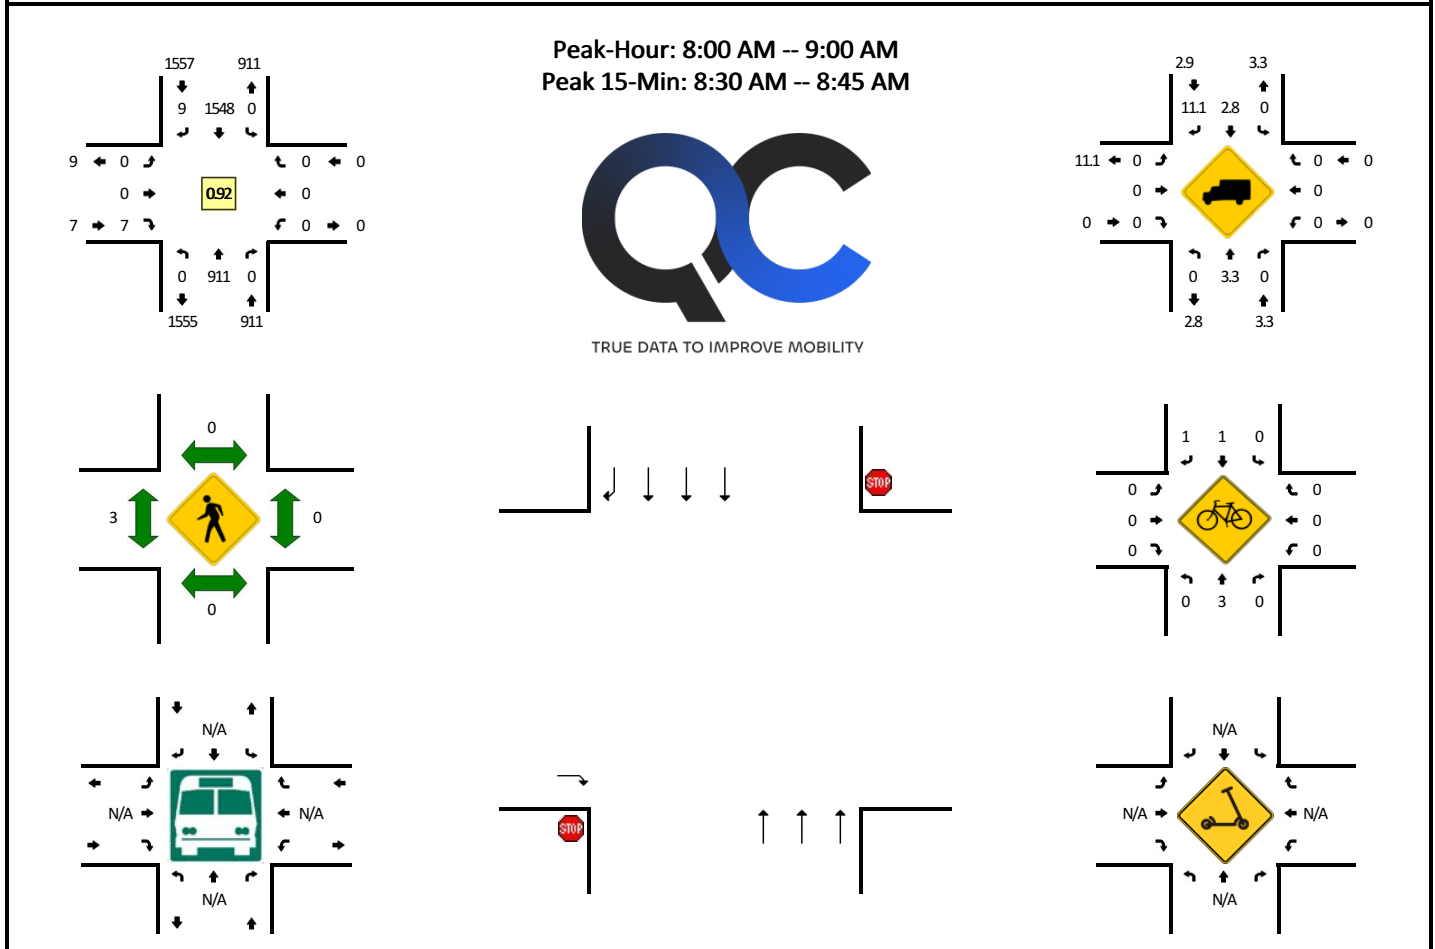 Peak-Hour: 8:00 AM -- 9:00 AM
Peak 15-Min: 8:30 AM -- 8:45 AM
1557 911
9 1548 0
9 0 0 0
0 0.92 0
7 7 0 0
0 911 0
1555 911
TRUE DATA TO IMPROVE MOBILITY
2.9 3.3
11.1 2.8 0
11.1 0 0 0
0 0
0 0 0 0
0 3.3 0
2.8 3.3
0
3 0
0
STOP
STOP
1 1 0
0 0
0 0
0 0
0 3 0
N/A
N/A N/A
N/A
N/A
N/A N/A
N/A